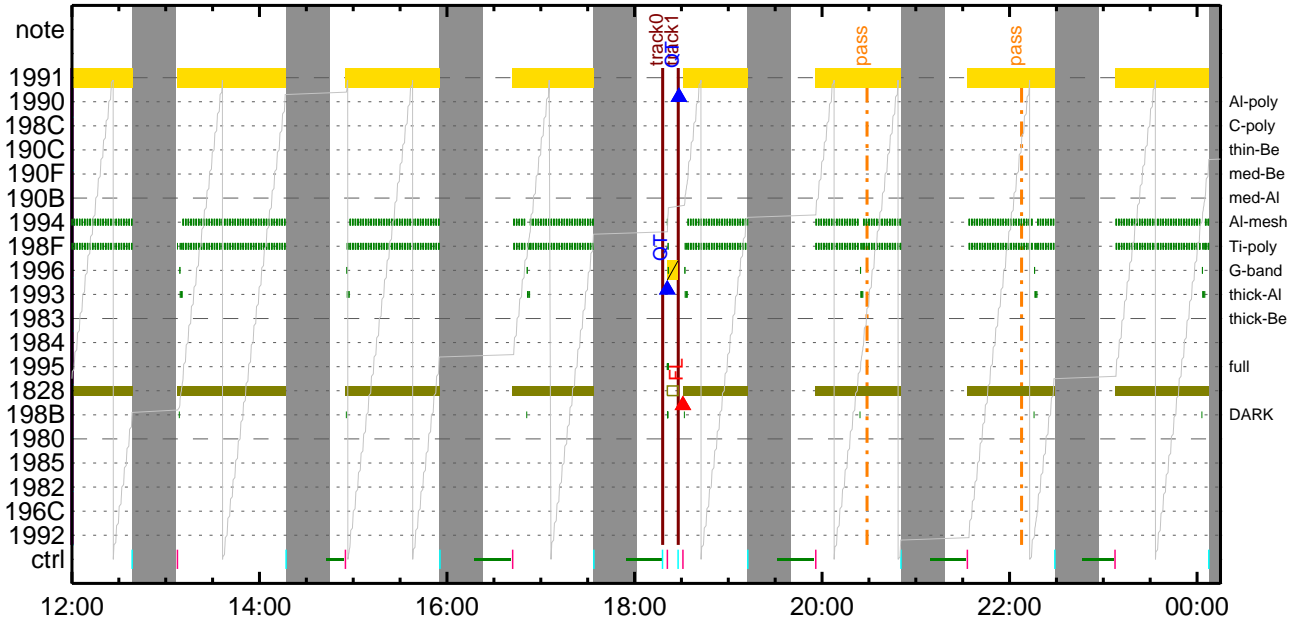 note
track0
track1
QT
pass
pass
1991
1990 Al-poly
198C C-poly
190C thin-Be
190F med-Be
190B med-Al
1994 Al-mesh
198F Ti-poly
QT
1996 G-band
1993 thick-Al
1983 thick-Be
1984
1995 full
FL
1828
198B DARK
1980
1985
1982
196C
1992
ctrl
12:00 14:00 16:00 18:00 20:00 22:00 00:00